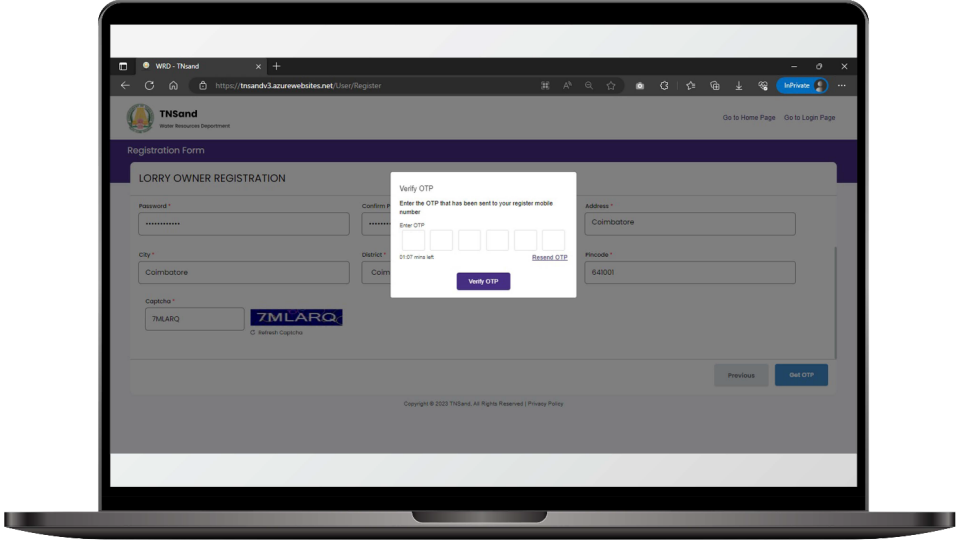 WRD - TNsand
https://tnsandv3.azurewebsites.net/User/Register
InPrivate
TNSand
Water Resources Department
Go to Home Page
Go to Login Page
Registration Form
LORRY OWNER REGISTRATION
Password *
Confirm P
Address *
Coimbatore
City *
District *
Pincode *
Coimbatore
Coim
641001
Captcha *
7MLARQ
7MLARQ
Refresh Captcha
Verify OTP
Enter the OTP that has been sent to your register mobile
number
Enter OTP
01:07 mins left
Resend OTP
Verify OTP
Previous
Get OTP
Copyright © 2023 TNSand, All Rights Reserved | Privacy Policy